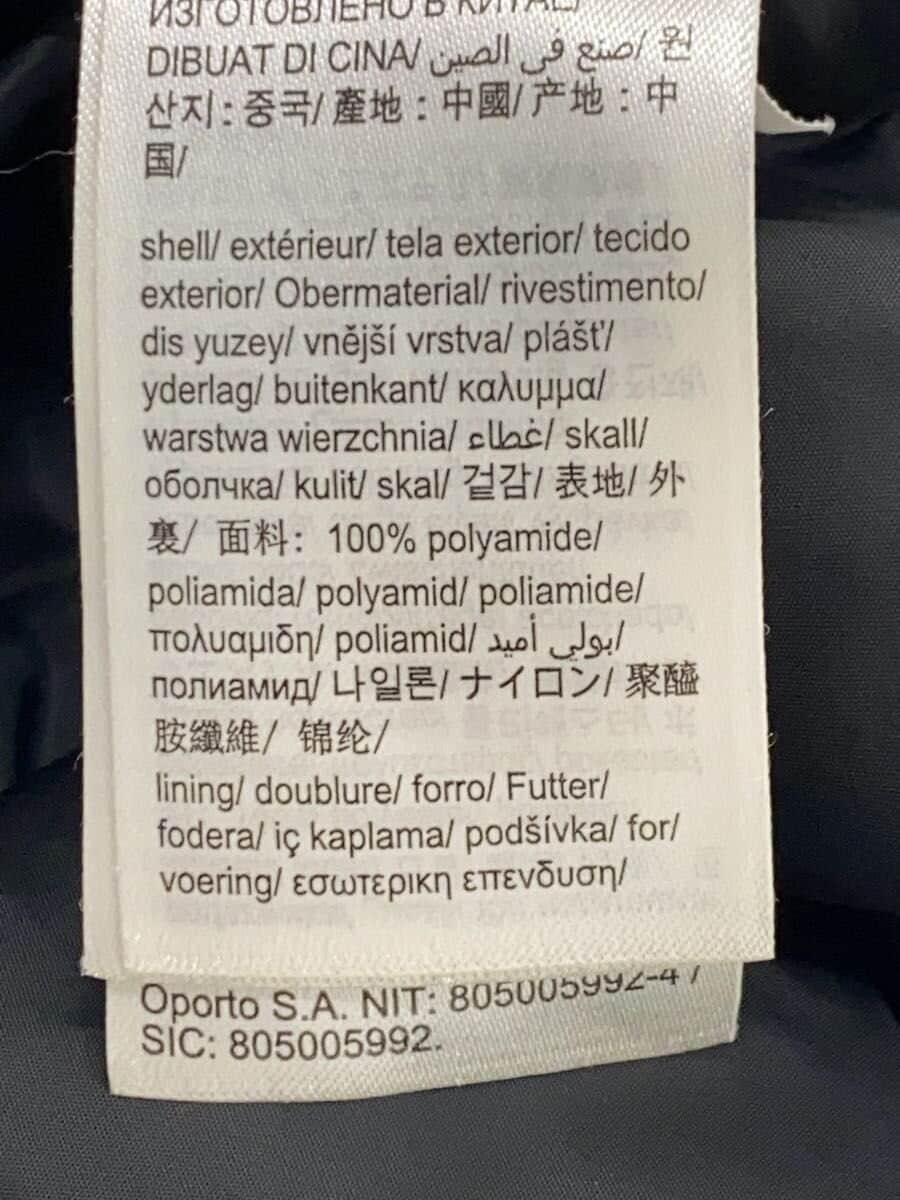 ИЗГОТОВЛЕНО В КИТАЕ/
DIBUAT DI CINA/ صنع في الصين/ 원
산지: 중국/ 產地: 中國/ 产地: 中
国/
shell/ extérieur/ tela exterior/ tecido
exterior/ Obermaterial/ rivestimento/
dis yuzey/ vnější vrstva/ plášť/
yderlag/ buitenkant/ καλυμμα/
warstwa wierzchnia/ غطاء/ skall/
оболчка/ kulit/ skal/ 겉감/ 表地/ 外
裏/ 面料: 100% polyamide/
poliamida/ polyamid/ poliamide/
πολυαμιδη/ poliamid/ بولي أميد/
полиамид/ 나일론/ ナイロン/ 聚醯
胺纖維/ 锦纶/
lining/ doublure/ forro/ Futter/
fodera/ iç kaplama/ podšívka/ for/
voering/ εσωτερικη επενδυση/
Oporto S.A. NIT: 805005992-4 /
SIC: 805005992.